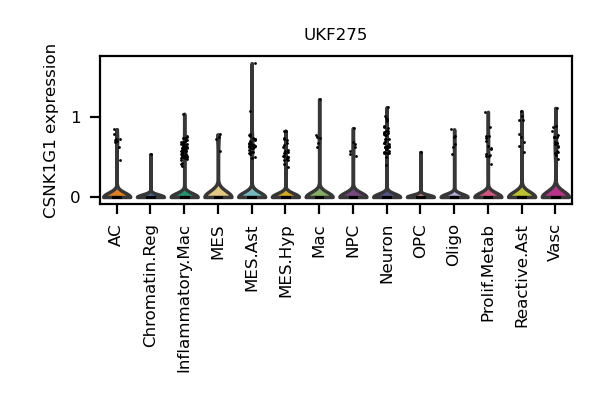 UKF275
CSNK1G1 expression
1
0
AC
Chromatin.Reg
Inflammatory.Mac
MES
MES.Ast
MES.Hyp
Mac
NPC
Neuron
OPC
Oligo
Prolif.Metab
Reactive.Ast
Vasc